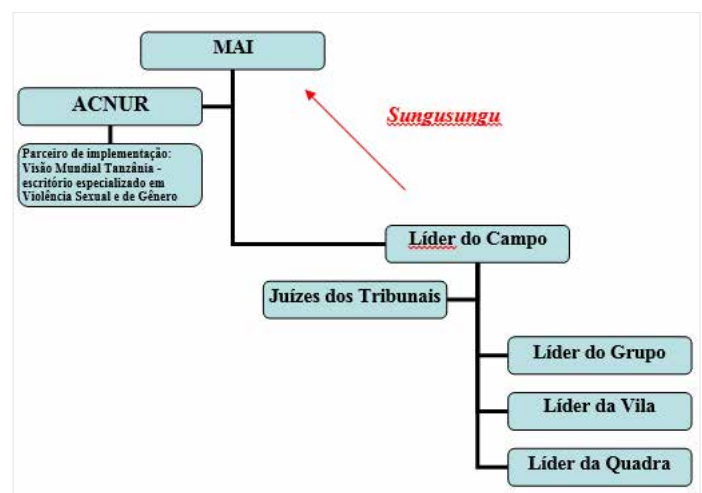 MAI
ACNUR
Parceiro de implementação:
Visão Mundial Tanzânia -
escritório especializado em
Violência Sexual e de Gênero
Sungusungu
Líder do Campo
Juízes dos Tribunais
Líder do Grupo
Líder da Vila
Líder da Quadra